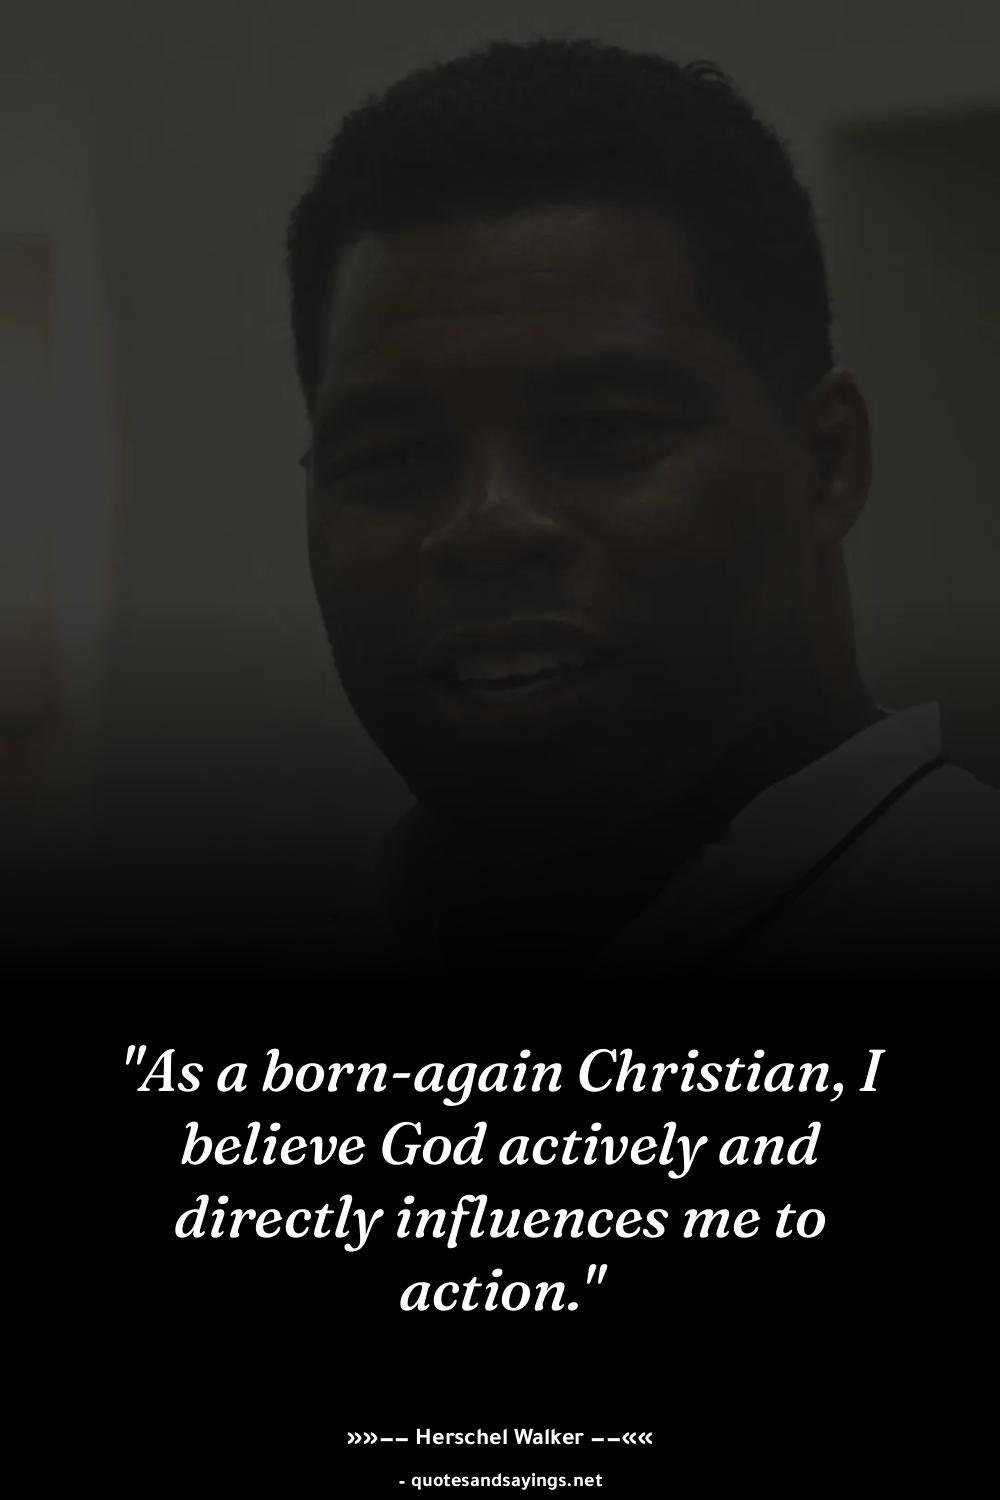 "As a born-again Christian, I
believe God actively and
directly influences me to
action."
»»–– Herschel Walker ––««
- quotesandsayings.net